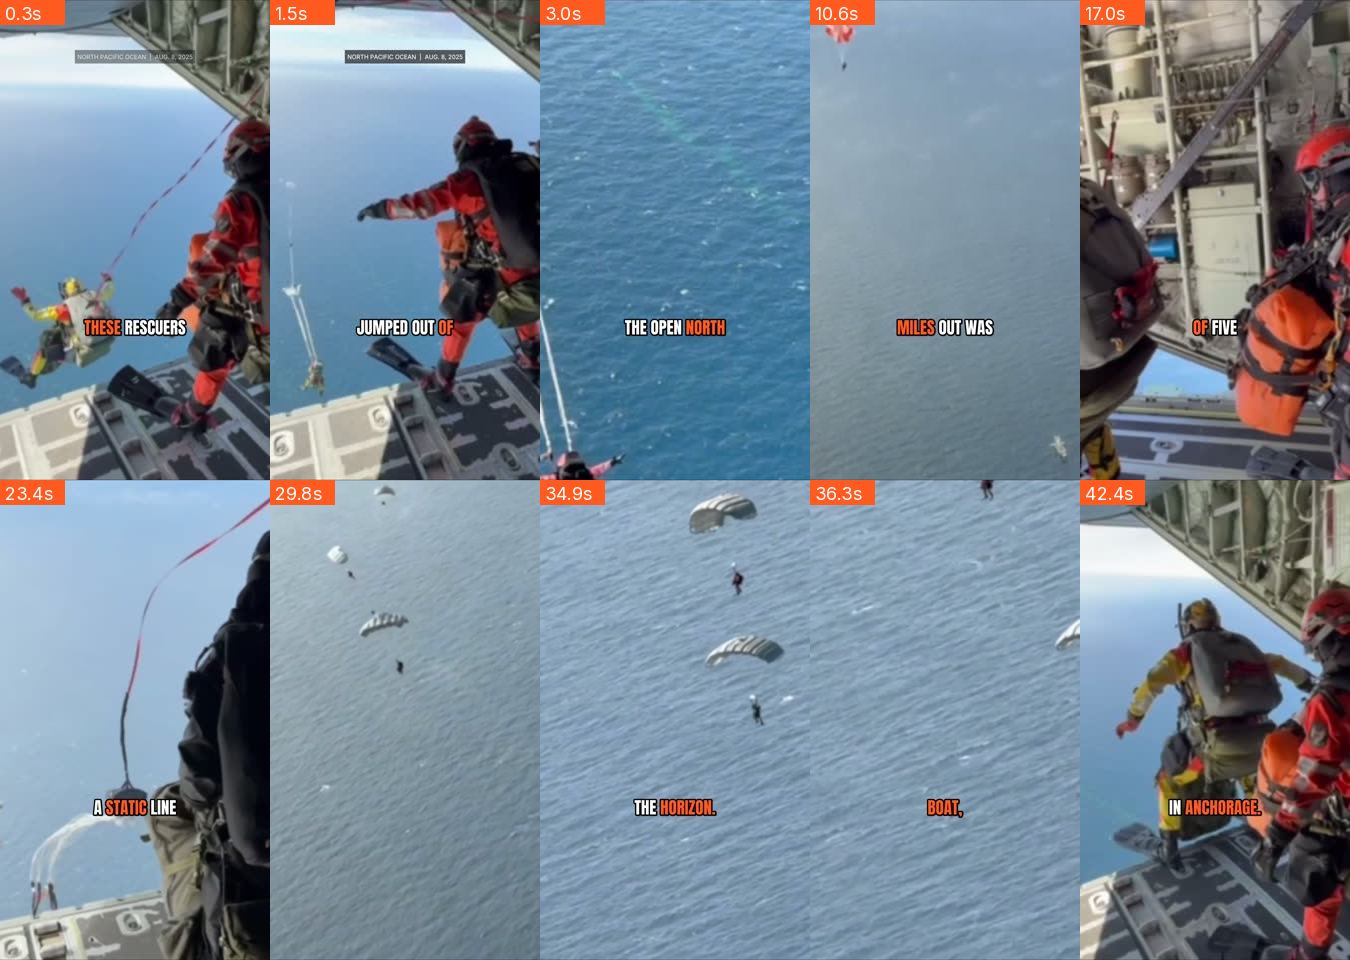 0.3s
NORTH PACIFIC OCEAN | AUG. 8, 2025
THESE RESCUERS
1.5s
NORTH PACIFIC OCEAN | AUG. 8, 2025
JUMPED OUT OF
3.0s
THE OPEN NORTH
10.6s
MILES OUT WAS
17.0s
OF FIVE
23.4s
A STATIC LINE
29.8s
34.9s
THE HORIZON.
36.3s
BOAT,
42.4s
IN ANCHORAGE.